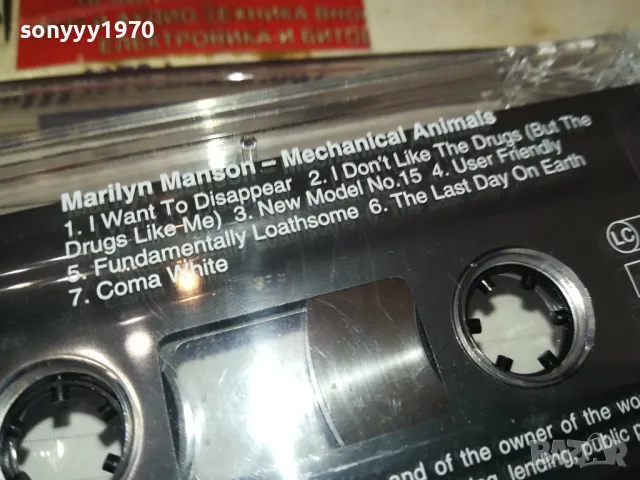 sonyyy1970
ЕЛЕКТРОНИКА И БИТОВ
Marilyn Manson – Mechanical Animals
1. I Want To Disappear 2. I Don't Like The Drugs (But The
Drugs Like Me) 3. New Model No.15 4. User Friendly
5. Fundamentally Loathsome 6. The Last Day On Earth
7. Coma White
LC
and of the owner of the wo
lending, public p
BAZAR